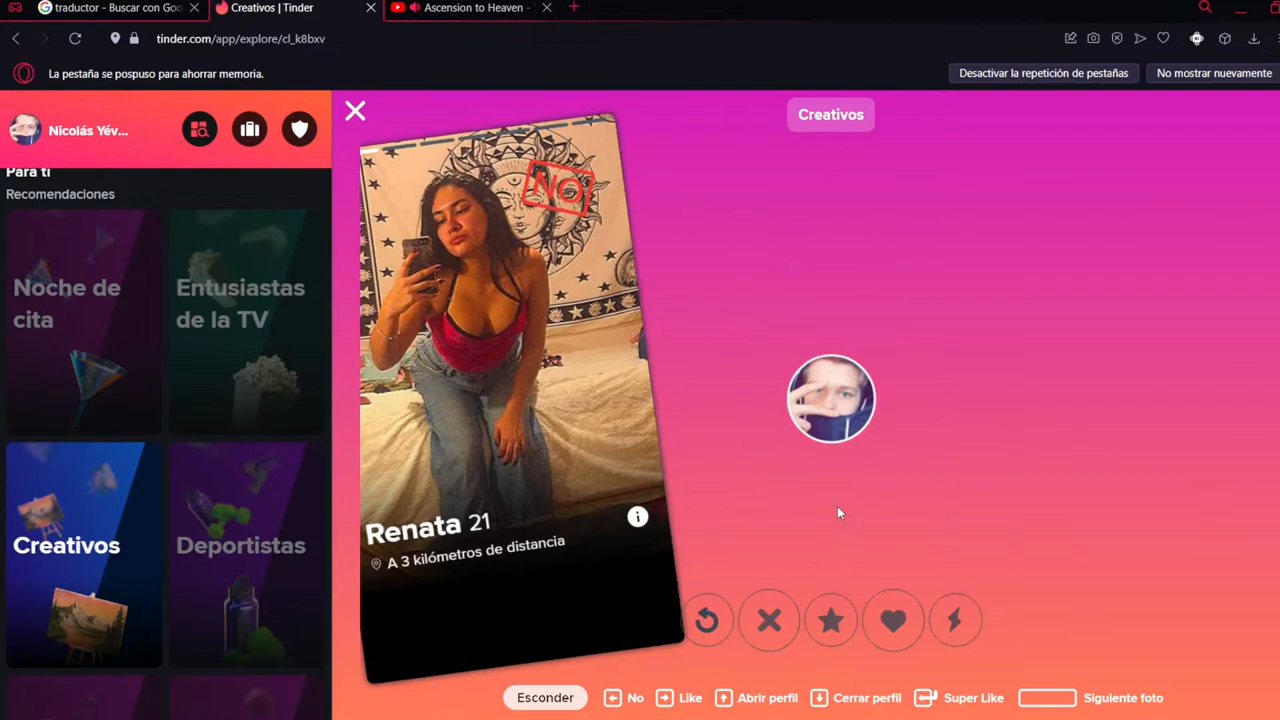 traductor - Buscar con Goo
Creativos | Tinder
Ascension to Heaven -
tinder.com/app/explore/cl_k8bxv
La pestaña se pospuso para ahorrar memoria.
Desactivar la repetición de pestañas
No mostrar nuevamente
Nicolás Yév...
Creativos
Para ti
Recomendaciones
Noche de
cita
Entusiastas
de la TV
Creativos
Deportistas
NO
Renata 21
A 3 kilómetros de distancia
Esconder
No
Like
Abrir perfil
Cerrar perfil
Super Like
Siguiente foto